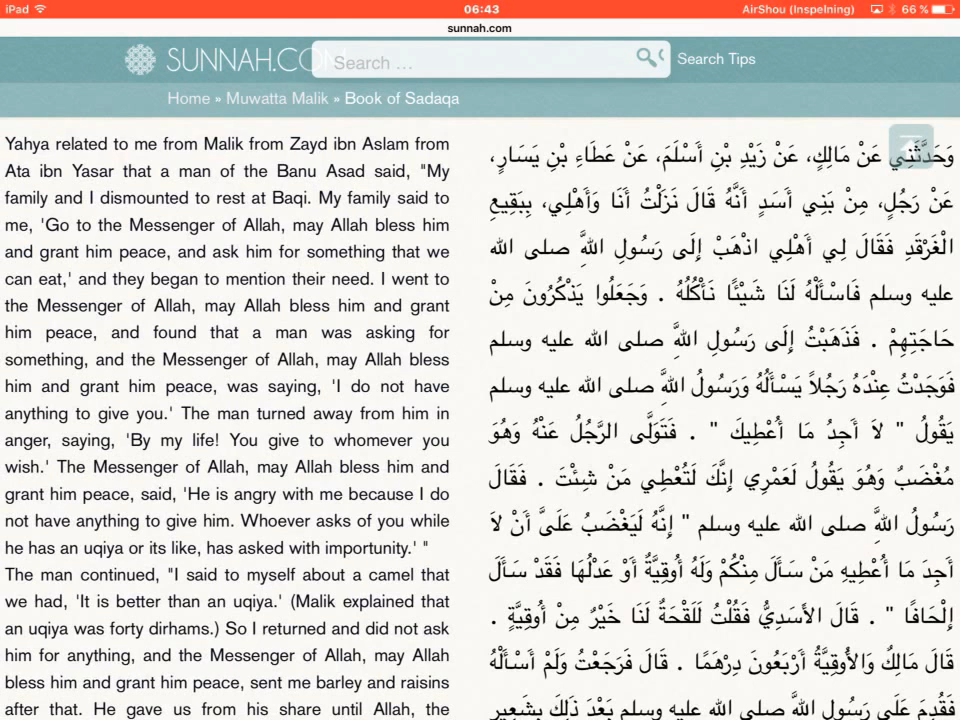 iPad 06:43 AirShou (Inspelning) 66 %
sunnah.com
SUNNAH.CO Search ... Search Tips
Home » Muwatta Malik » Book of Sadaqa
Yahya related to me from Malik from Zayd ibn Aslam from
Ata ibn Yasar that a man of the Banu Asad said, "My
family and I dismounted to rest at Baqi. My family said to
me, 'Go to the Messenger of Allah, may Allah bless him
and grant him peace, and ask him for something that we
can eat,' and they began to mention their need. I went to
the Messenger of Allah, may Allah bless him and grant
him peace, and found that a man was asking for
something, and the Messenger of Allah, may Allah bless
him and grant him peace, was saying, 'I do not have
anything to give you.' The man turned away from him in
anger, saying, 'By my life! You give to whomever you
wish.' The Messenger of Allah, may Allah bless him and
grant him peace, said, 'He is angry with me because I do
not have anything to give him. Whoever asks of you while
he has an uqiya or its like, has asked with importunity.' "
The man continued, "I said to myself about a camel that
we had, 'It is better than an uqiya.' (Malik explained that
an uqiya was forty dirhams.) So I returned and did not ask
him for anything, and the Messenger of Allah, may Allah
bless him and grant him peace, sent me barley and raisins
after that. He gave us from his share until Allah, the
وَحَدَّثَنِي عَنْ مَالِكٍ، عَنْ زَيْدِ بْنِ أَسْلَمَ، عَنْ عَطَاءِ بْنِ يَسَارٍ،
عَنْ رَجُلٍ، مِنْ بَنِي أَسَدٍ أَنَّهُ قَالَ نَزَلْتُ أَنَا وَأَهْلِي، بِبَقِيعِ
الْغَرْقَدِ فَقَالَ لِي أَهْلِي اذْهَبْ إِلَى رَسُولِ اللَّهِ صلى الله
عليه وسلم فَاسْأَلْهُ لَنَا شَيْئًا نَأْكُلُهُ . وَجَعَلُوا يَذْكُرُونَ مِنْ
حَاجَتِهِمْ . فَذَهَبْتُ إِلَى رَسُولِ اللَّهِ صلى الله عليه وسلم
فَوَجَدْتُ عِنْدَهُ رَجُلاً يَسْأَلُهُ وَرَسُولُ اللَّهِ صلى الله عليه وسلم
يَقُولُ " لاَ أَجِدُ مَا أُعْطِيكَ " . فَتَوَلَّى الرَّجُلُ عَنْهُ وَهُوَ
مُغْضَبٌ وَهُوَ يَقُولُ لَعَمْرِي إِنَّكَ لَتُعْطِي مَنْ شِئْتَ . فَقَالَ
رَسُولُ اللَّهِ صلى الله عليه وسلم " إِنَّهُ لَيَغْضَبُ عَلَىَّ أَنْ لاَ
أَجِدَ مَا أُعْطِيهِ مَنْ سَأَلَ مِنْكُمْ وَلَهُ أُوقِيَّةٌ أَوْ عَدْلُهَا فَقَدْ سَأَلَ
إِلْحَافًا " . قَالَ الأَسَدِيُّ فَقُلْتُ لَلَقْحَةٌ لَنَا خَيْرٌ مِنْ أُوقِيَّةٍ .
قَالَ مَالِكٌ وَالأُوقِيَّةُ أَرْبَعُونَ دِرْهَمًا . قَالَ فَرَجَعْتُ وَلَمْ أَسْأَلْهُ
فَقُدِمَ عَلَى رَسُولِ اللَّهِ صلى الله عليه وسلم بَعْدَ ذَلِكَ بِشَعِيرٍ